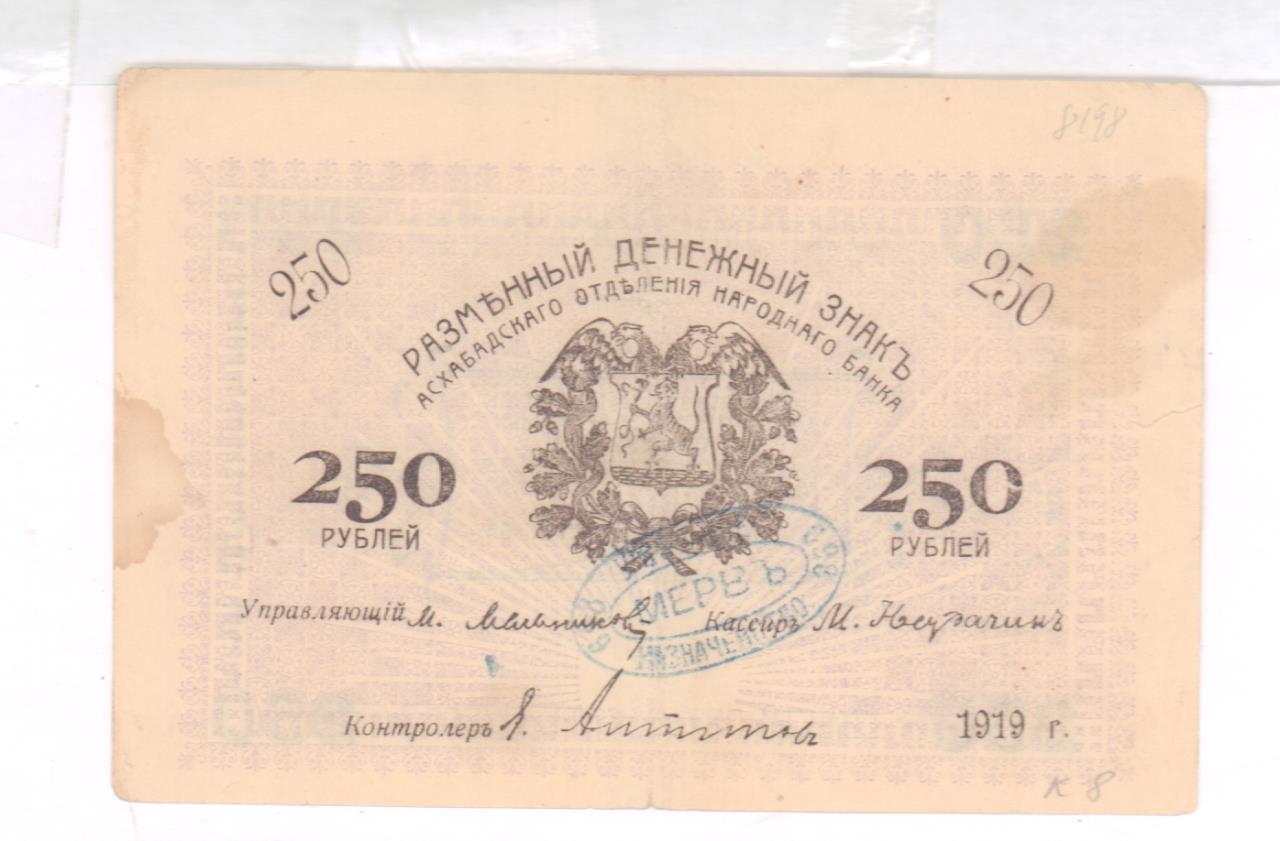 8198
250 250
РАЗМѢННЫЙ ДЕНЕЖНЫЙ ЗНАКЪ
АСХАБАДСКАГО ОТДѢЛЕНІЯ НАРОДНАГО БАНКА
250 250
РУБЛЕЙ РУБЛЕЙ
МЕРВЪ
Управляющій М. Мельниковъ Кассиръ М.
Контролеръ
1919 г.
К 8